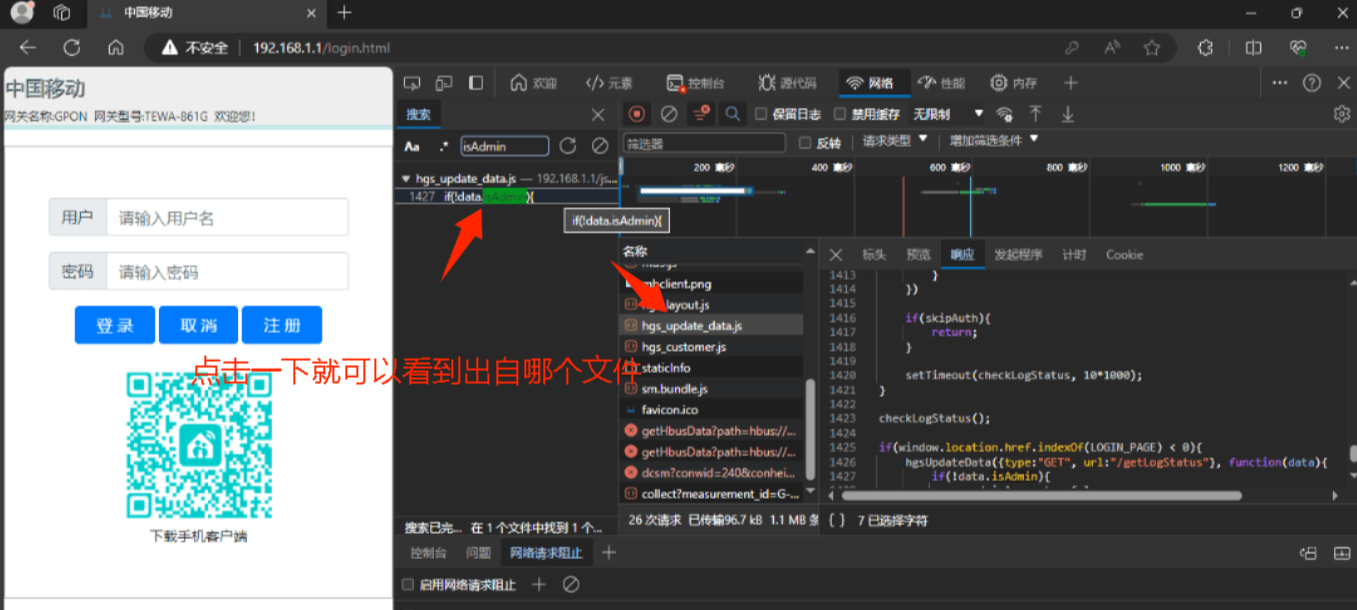 中国移动
不安全
192.168.1.1/login.html
中国移动
网关名称:GPON 网关型号:TEWA-861G 欢迎您!
用户
请输入用户名
密码
请输入密码
登录
取消
注册
点击一下就可以看到出自哪个文件
下载手机客户端
欢迎
元素
控制台
源代码
网络
性能
内存
搜索
Aa
.*
isAdmin
hgs_update_data.js — 192.168.1.1/js...
1427 if(!data.isAdmin){
if(!data.isAdmin){
搜索已完... 在 1 个文件中找到 1 个...
保留日志
禁用缓存
无限制
筛选器
反转
请求类型
增加筛选条件
200 毫秒
400 毫秒
600 毫秒
800 毫秒
1000 毫秒
1200 毫秒
名称
hgs_update_data.js
hgs_customer.js
staticInfo
sm.bundle.js
favicon.ico
getHbusData?path=hbus://...
getHbusData?path=hbus://...
dcsm?conwid=240&conhei...
collect?measurement_id=G-...
26 次请求 已传输96.7 kB 1.1 MB 条
标头
预览
响应
发起程序
计时
Cookie
1413 }
1414 })
1415
1416 if(skipAuth){
1417 return;
1418 }
1419
1420 setTimeout(checkLogStatus, 10*1000);
1421 }
1422
1423 checkLogStatus();
1424
1425 if(window.location.href.indexOf(LOGIN_PAGE) < 0){
1426 hgsUpdateData({type:"GET", url:"/getLogStatus"}, function(data){
1427 if(!data.isAdmin){
{ } 7 已选择字符
控制台
问题
网络请求阻止
启用网络请求阻止